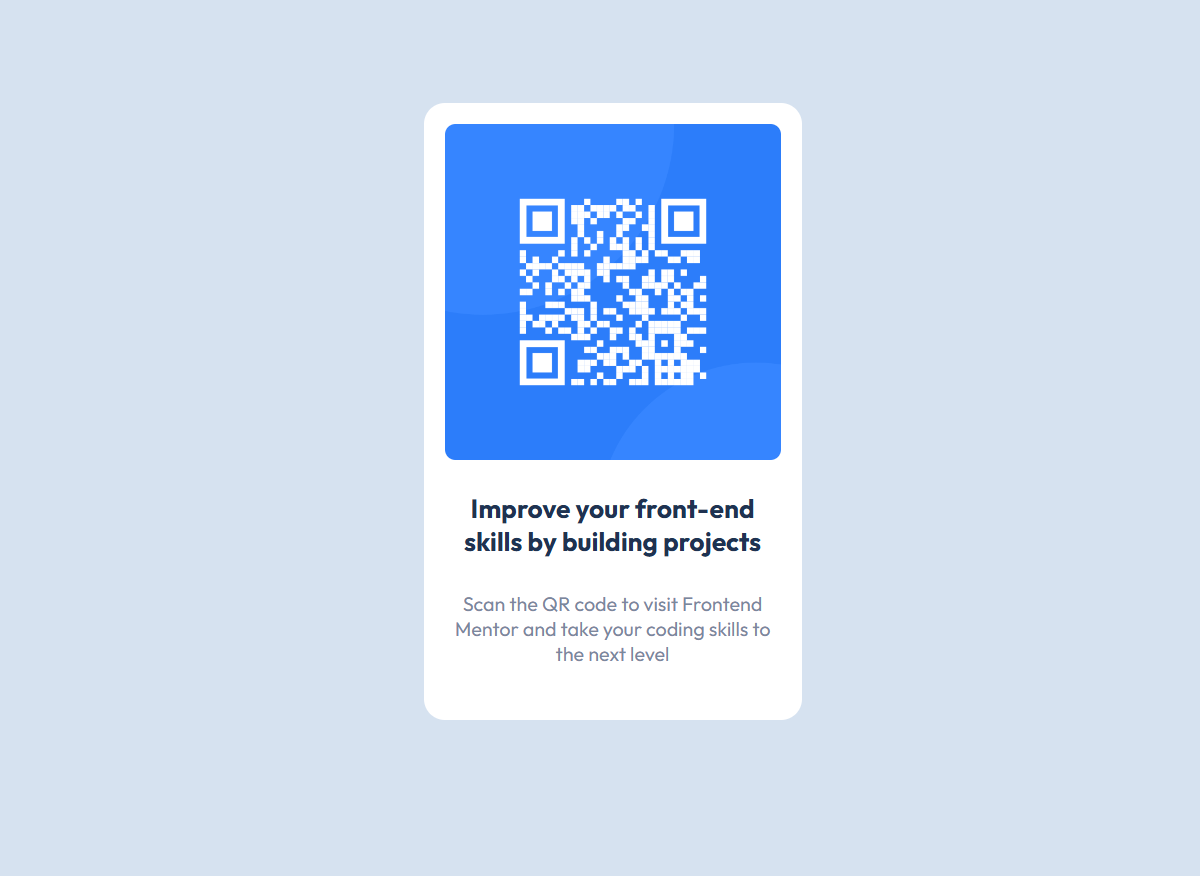 Improve your front-end
skills by building projects
Scan the QR code to visit Frontend
Mentor and take your coding skills to
the next level